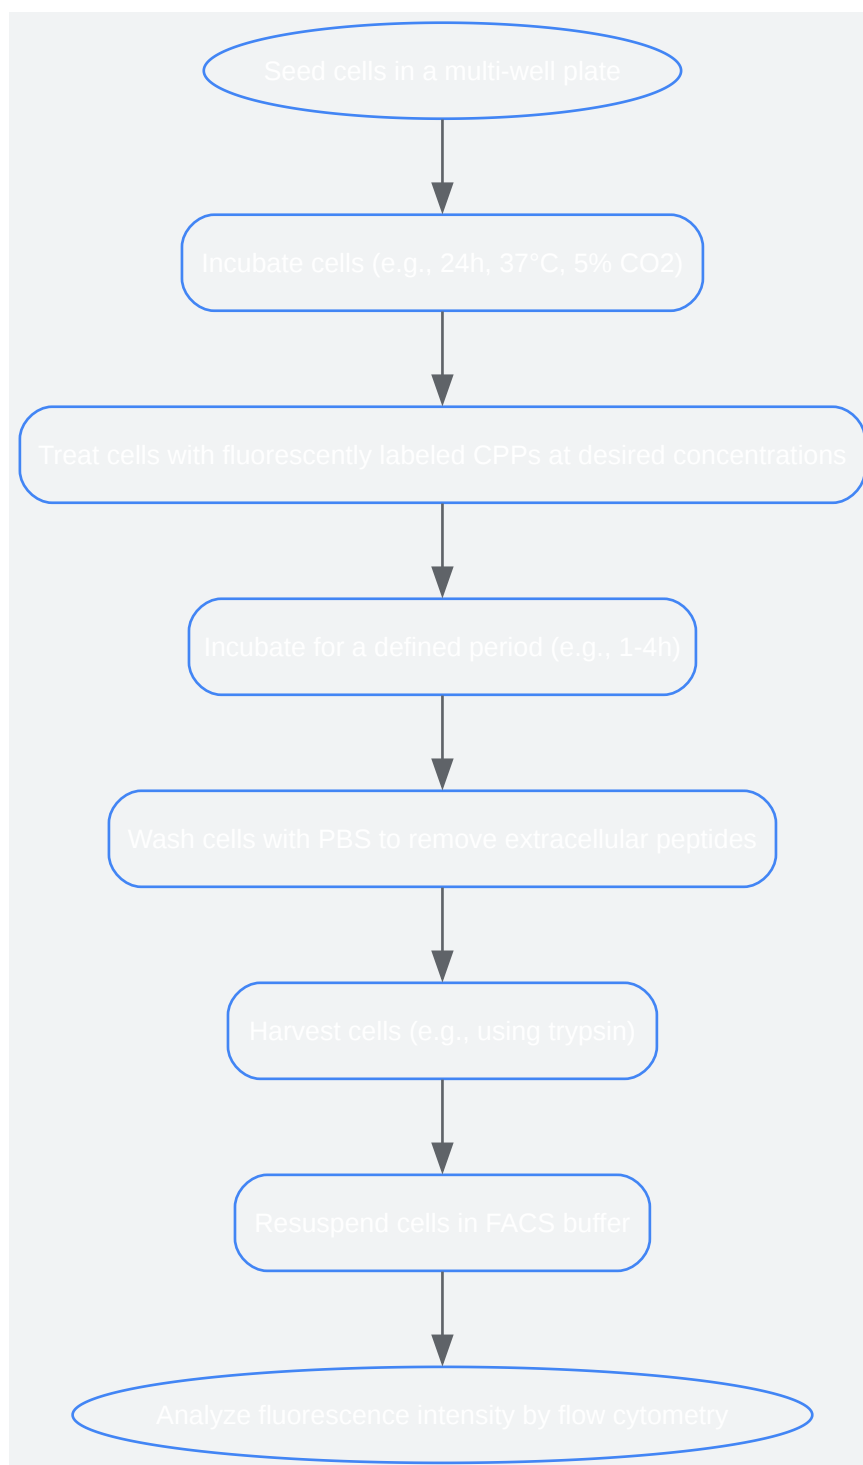 Seed cells in a multi-well plate
Incubate cells (e.g., 24h, 37°C, 5% CO2)
Treat cells with fluorescently labeled CPPs at desired concentrations
Incubate for a defined period (e.g., 1-4h)
Wash cells with PBS to remove extracellular peptides
Harvest cells (e.g., using trypsin)
Resuspend cells in FACS buffer
Analyze fluorescence intensity by flow cytometry